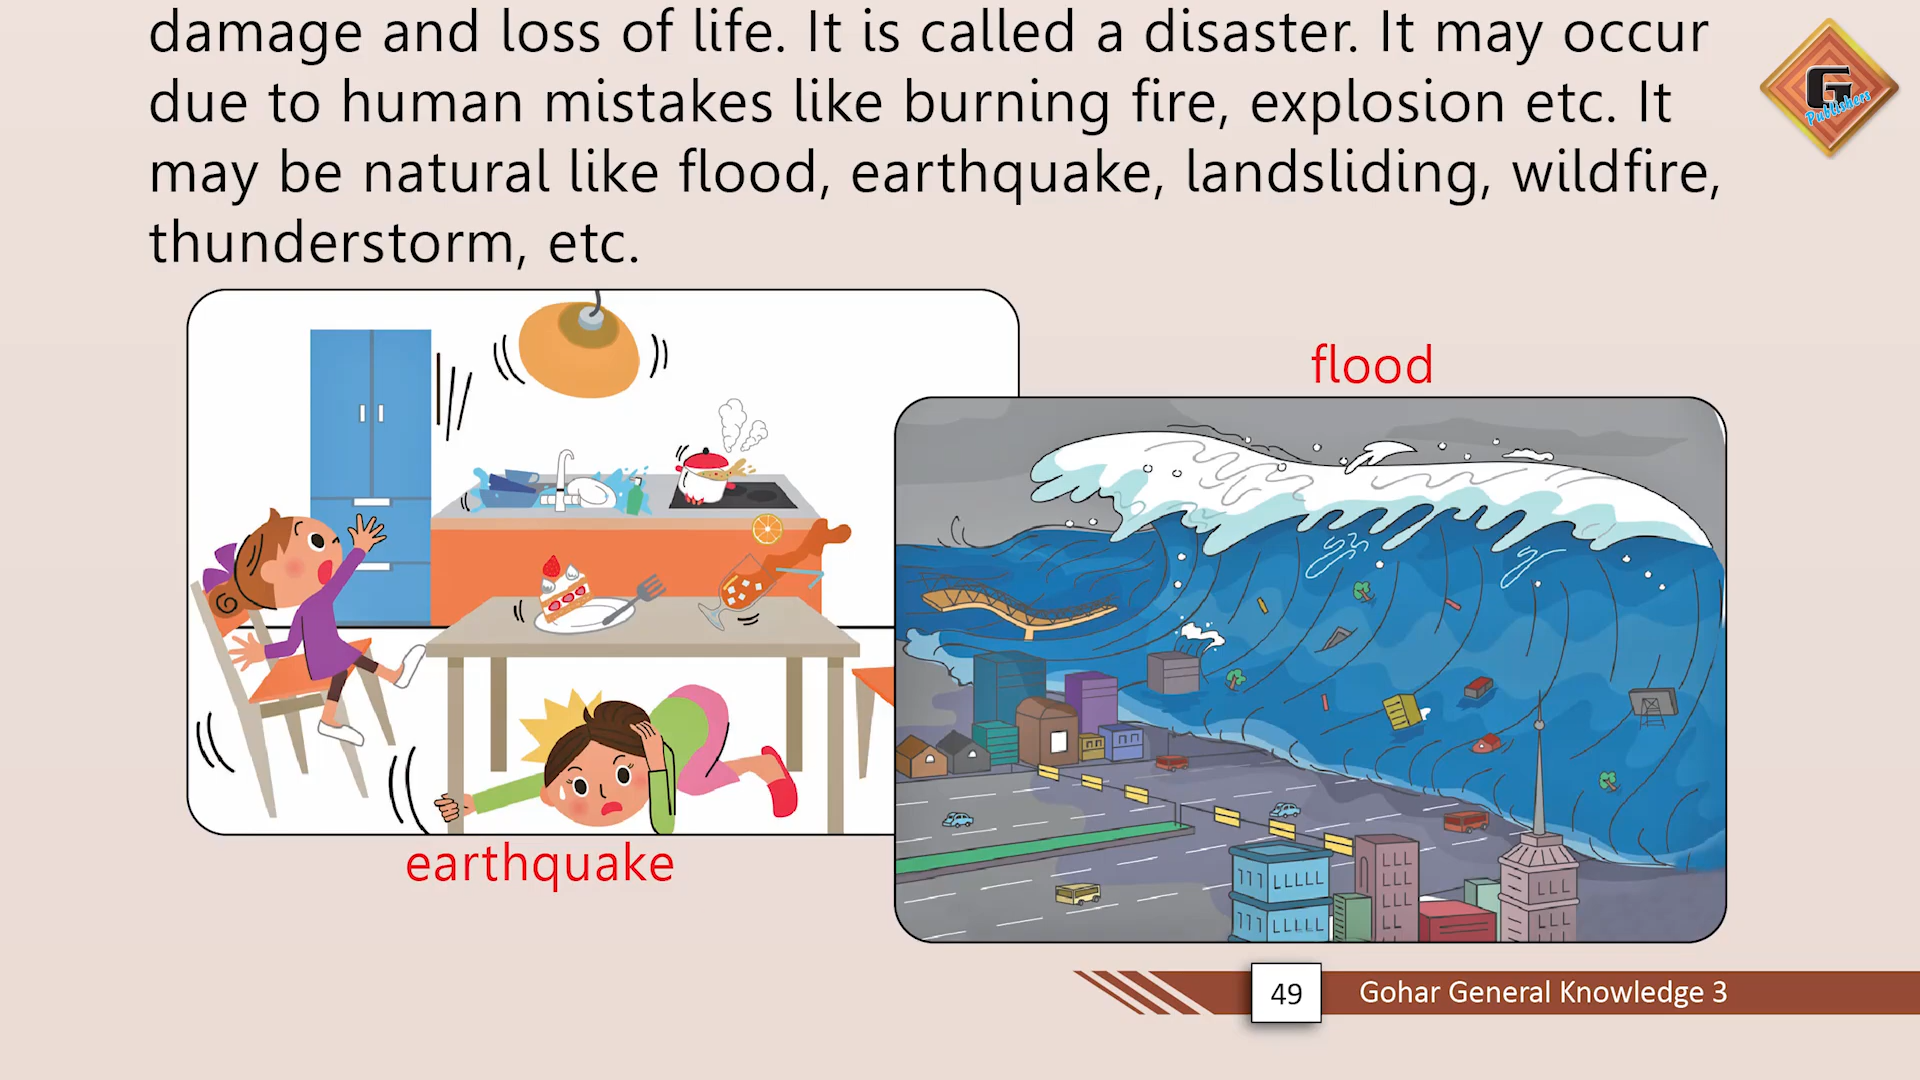 damage and loss of life. It is called a disaster. It may occur
due to human mistakes like burning fire, explosion etc. It
may be natural like flood, earthquake, landsliding, wildfire,
thunderstorm, etc.
flood
earthquake
49
Gohar General Knowledge 3
G
Publishers